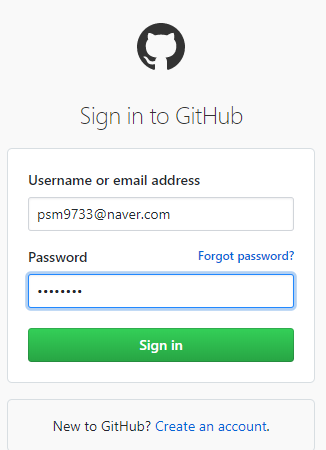 Sign in to GitHub
Username or email address
psm9733@naver.com
Password Forgot password?
••••••••
Sign in
New to GitHub? Create an account.